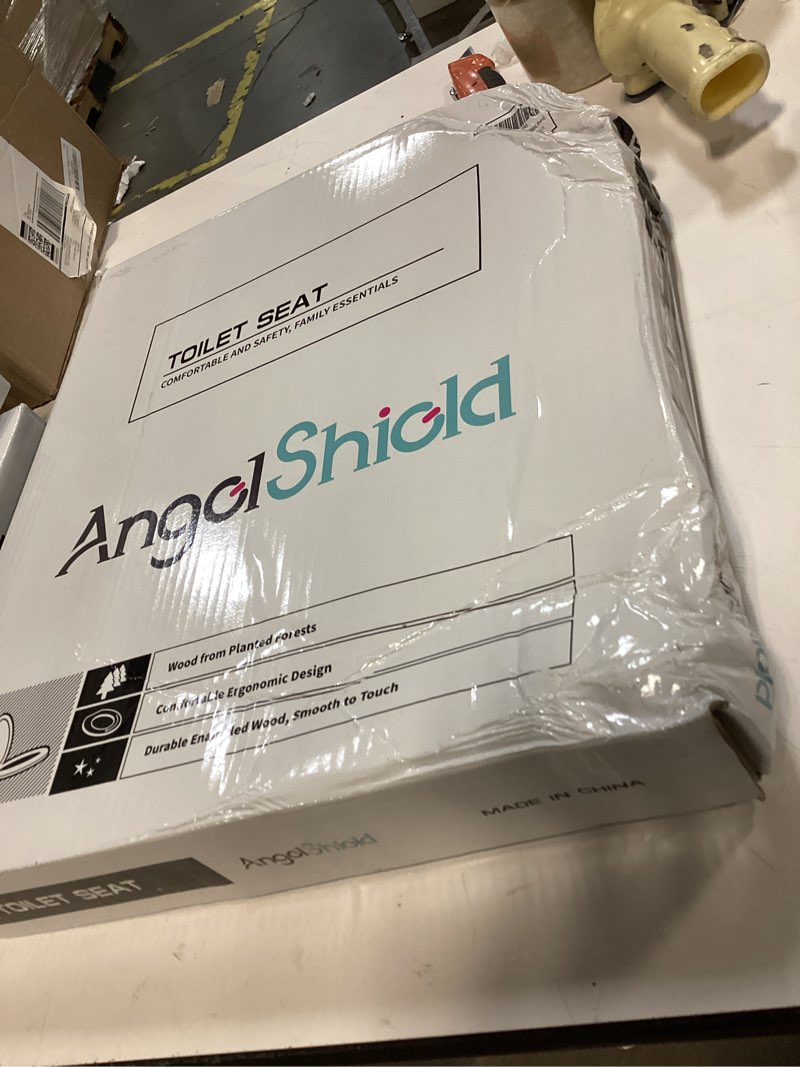 TOILET SEAT
COMFORTABLE AND SAFETY, FAMILY ESSENTIALS
AngelShield
Wood from Planted Forests
Comfortable Ergonomic Design
Durable Enameled Wood, Smooth to Touch
MADE IN CHINA
AngelShield
TOILET SEAT